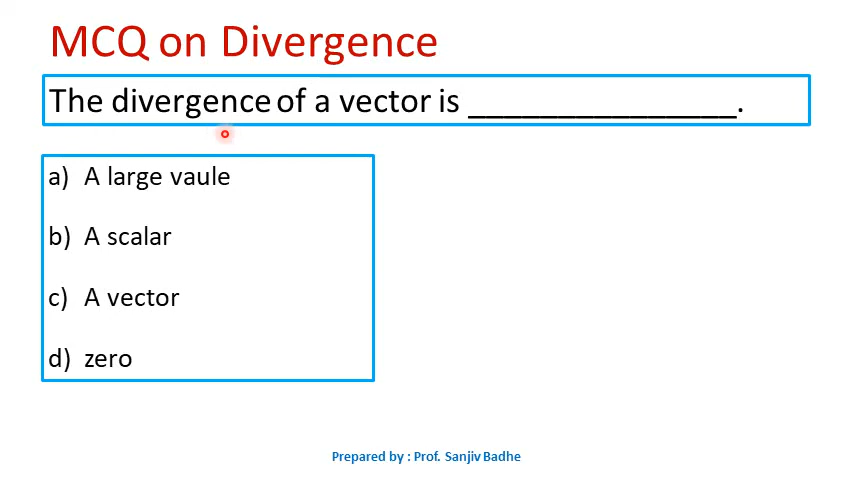 MCQ on Divergence
The divergence of a vector is _______________.
a) A large vaule
b) A scalar
c) A vector
d) zero
Prepared by : Prof. Sanjiv Badhe